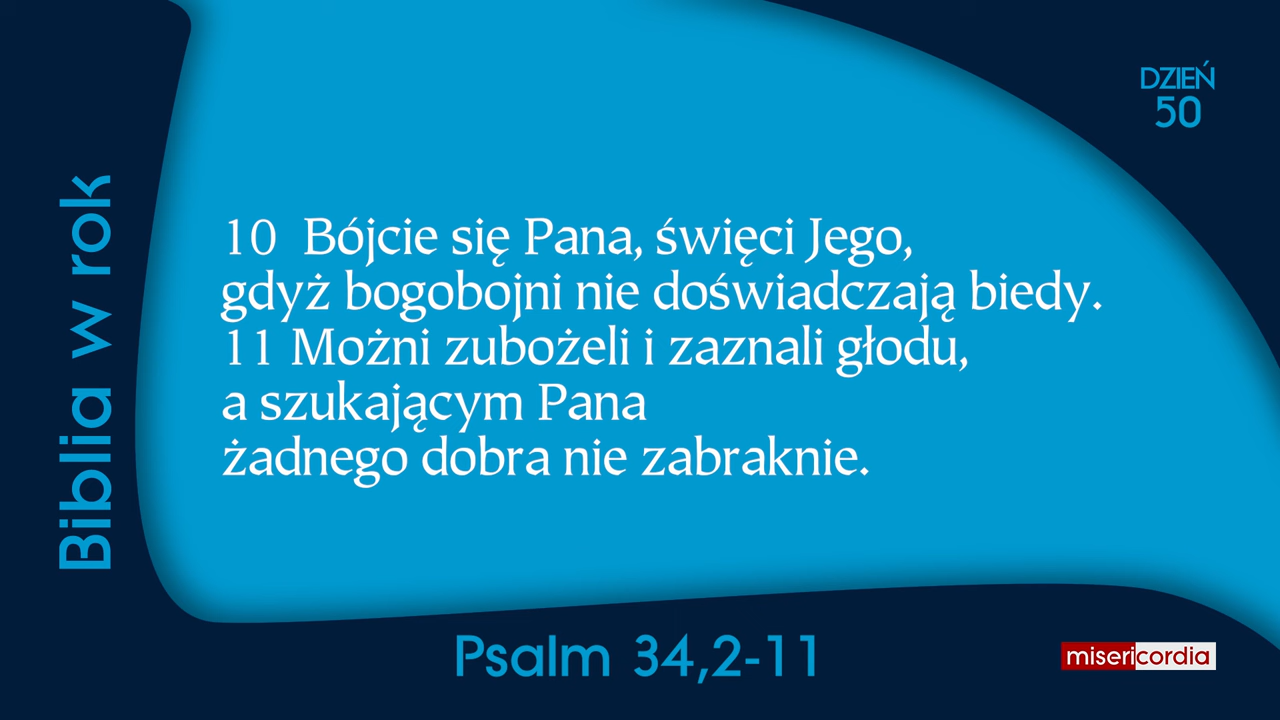 DZIEŃ
50
Biblia w rok
10 Bójcie się Pana, święci Jego,
gdyż bogobojni nie doświadczają biedy.
11 Możni zubożeli i zaznali głodu,
a szukającym Pana
żadnego dobra nie zabraknie.
Psalm 34,2-11
misericordia